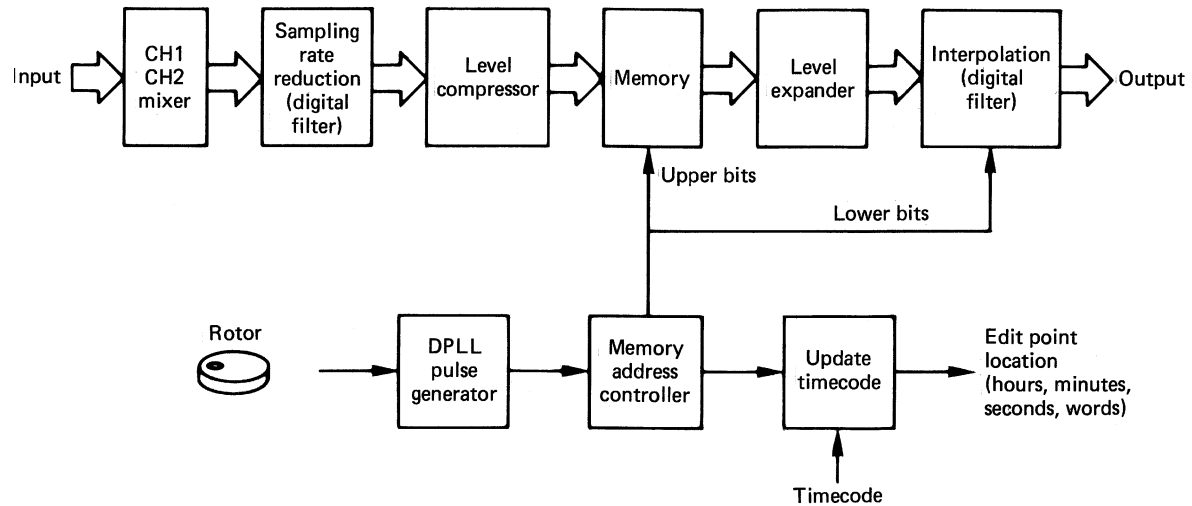 Input
CH1
CH2
mixer
Sampling
rate
reduction
(digital
filter)
Level
compressor
Memory
Level
expander
Interpolation
(digital
filter)
Output
Upper bits
Lower bits
Rotor
DPLL
pulse
generator
Memory
address
controller
Update
timecode
Edit point
location
(hours, minutes,
seconds, words)
Timecode